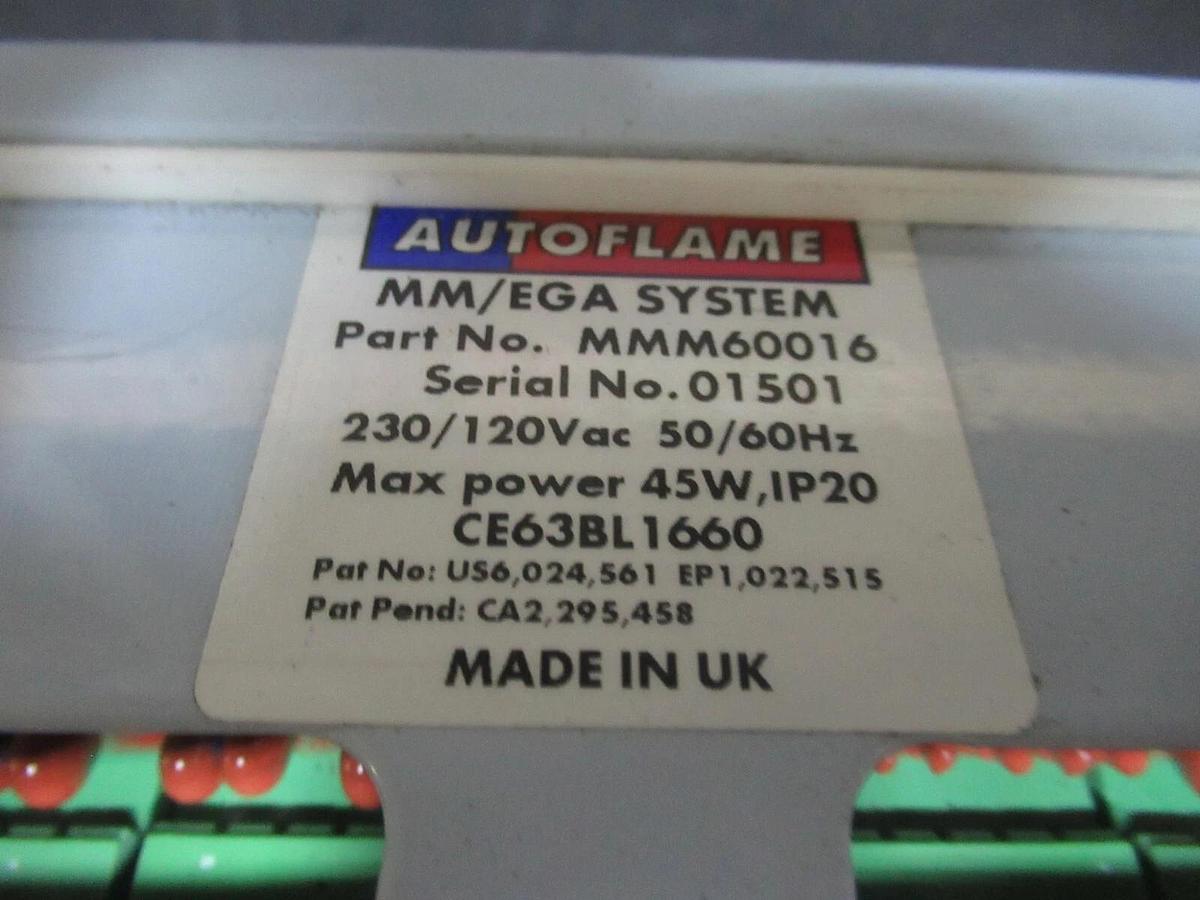 AUTOFLAME
MM/EGA SYSTEM
Part No. MMM60016
Serial No. 01501
230/120Vac 50/60Hz
Max power 45W,IP20
CE63BL1660
Pat No: US6,024,561 EP1,022,515
Pat Pend: CA2,295,458
MADE IN UK